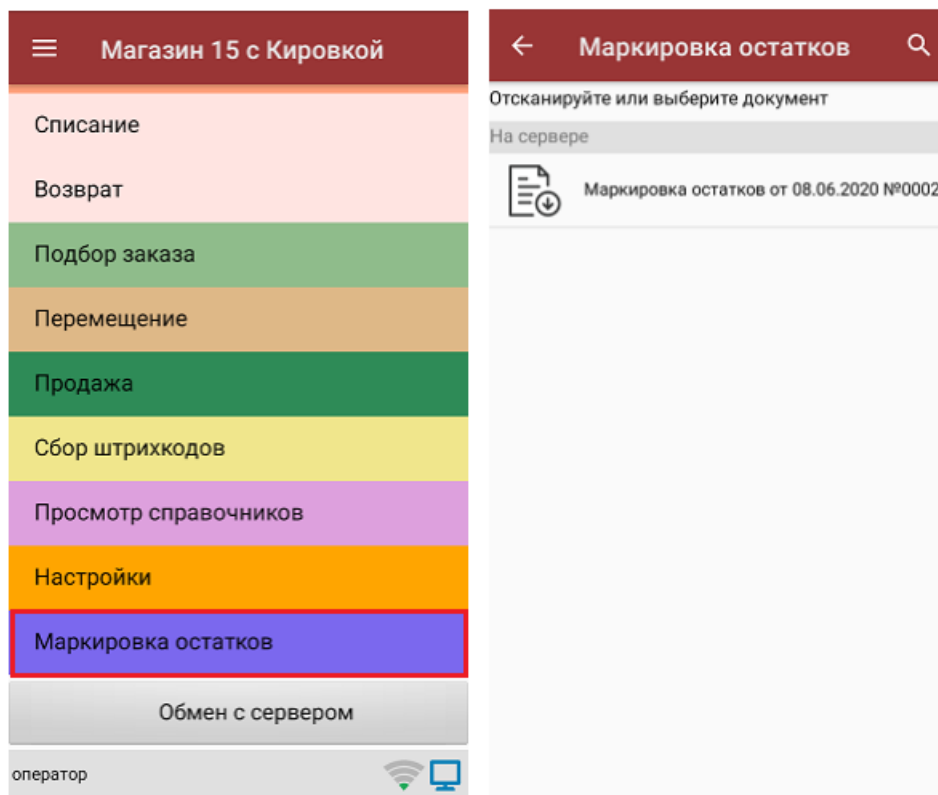 Магазин 15 с Кировкой
Списание
Возврат
Подбор заказа
Перемещение
Продажа
Сбор штрихкодов
Просмотр справочников
Настройки
Маркировка остатков
Обмен с сервером
оператор
Маркировка остатков
Отсканируйте или выберите документ
На сервере
Маркировка остатков от 08.06.2020 №0002